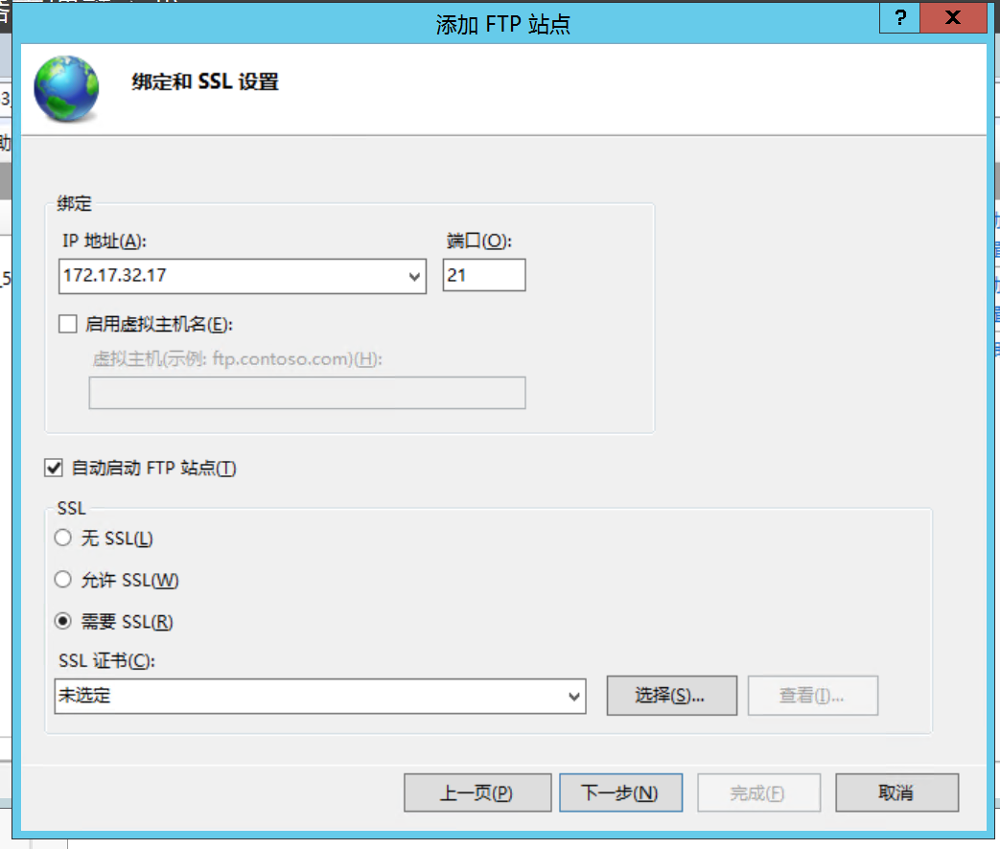 添加 FTP 站点
?
X
绑定和 SSL 设置
绑定
IP 地址(A):
端口(O):
172.17.32.17
21
启用虚拟主机名(E):
虚拟主机(示例: ftp.contoso.com)(H):
自动启动 FTP 站点(T)
SSL
无 SSL(L)
允许 SSL(W)
需要 SSL(R)
SSL 证书(C):
未选定
选择(S)...
查看(I)...
上一页(P)
下一步(N)
完成(F)
取消